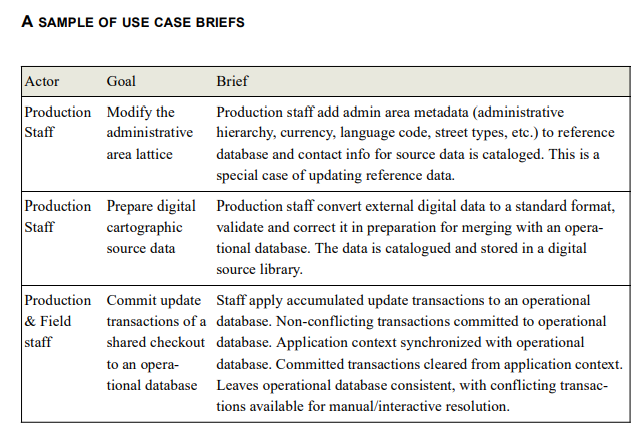 A SAMPLE OF USE CASE BRIEFS
Actor Goal Brief
Production Staff Modify the administrative area lattice Production staff add admin area metadata (administrative
hierarchy, currency, language code, street types, etc.) to reference
database and contact info for source data is cataloged. This is a
special case of updating reference data.
Production Staff Prepare digital cartographic source data Production staff convert external digital data to a standard format,
validate and correct it in preparation for merging with an opera-
tional database. The data is catalogued and stored in a digital
source library.
Production & Field staff Commit update transactions of a shared checkout to an opera-tional database Staff apply accumulated update transactions to an operational
database. Non-conflicting transactions committed to operational
database. Application context synchronized with operational
database. Committed transactions cleared from application context.
Leaves operational database consistent, with conflicting transac-
tions available for manual/interactive resolution.